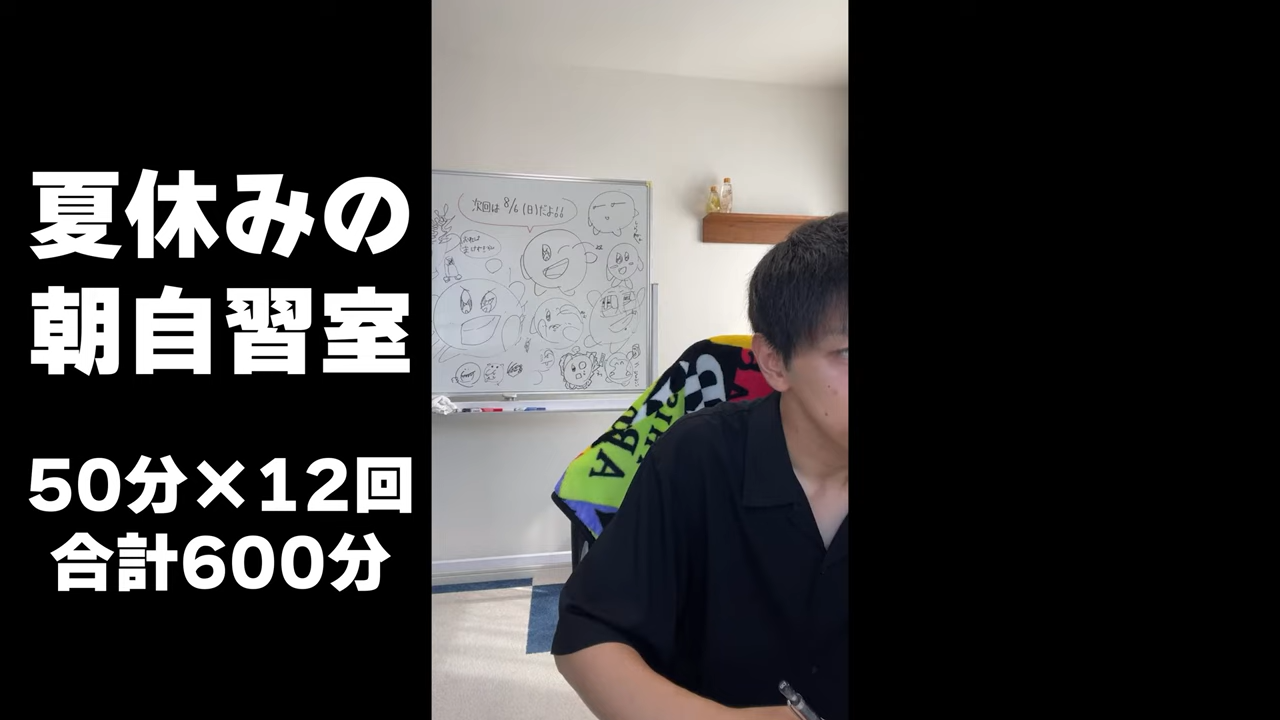 夏休みの
朝自習室
50分×12回
合計600分
次回は 8/6 (日)だよ!!